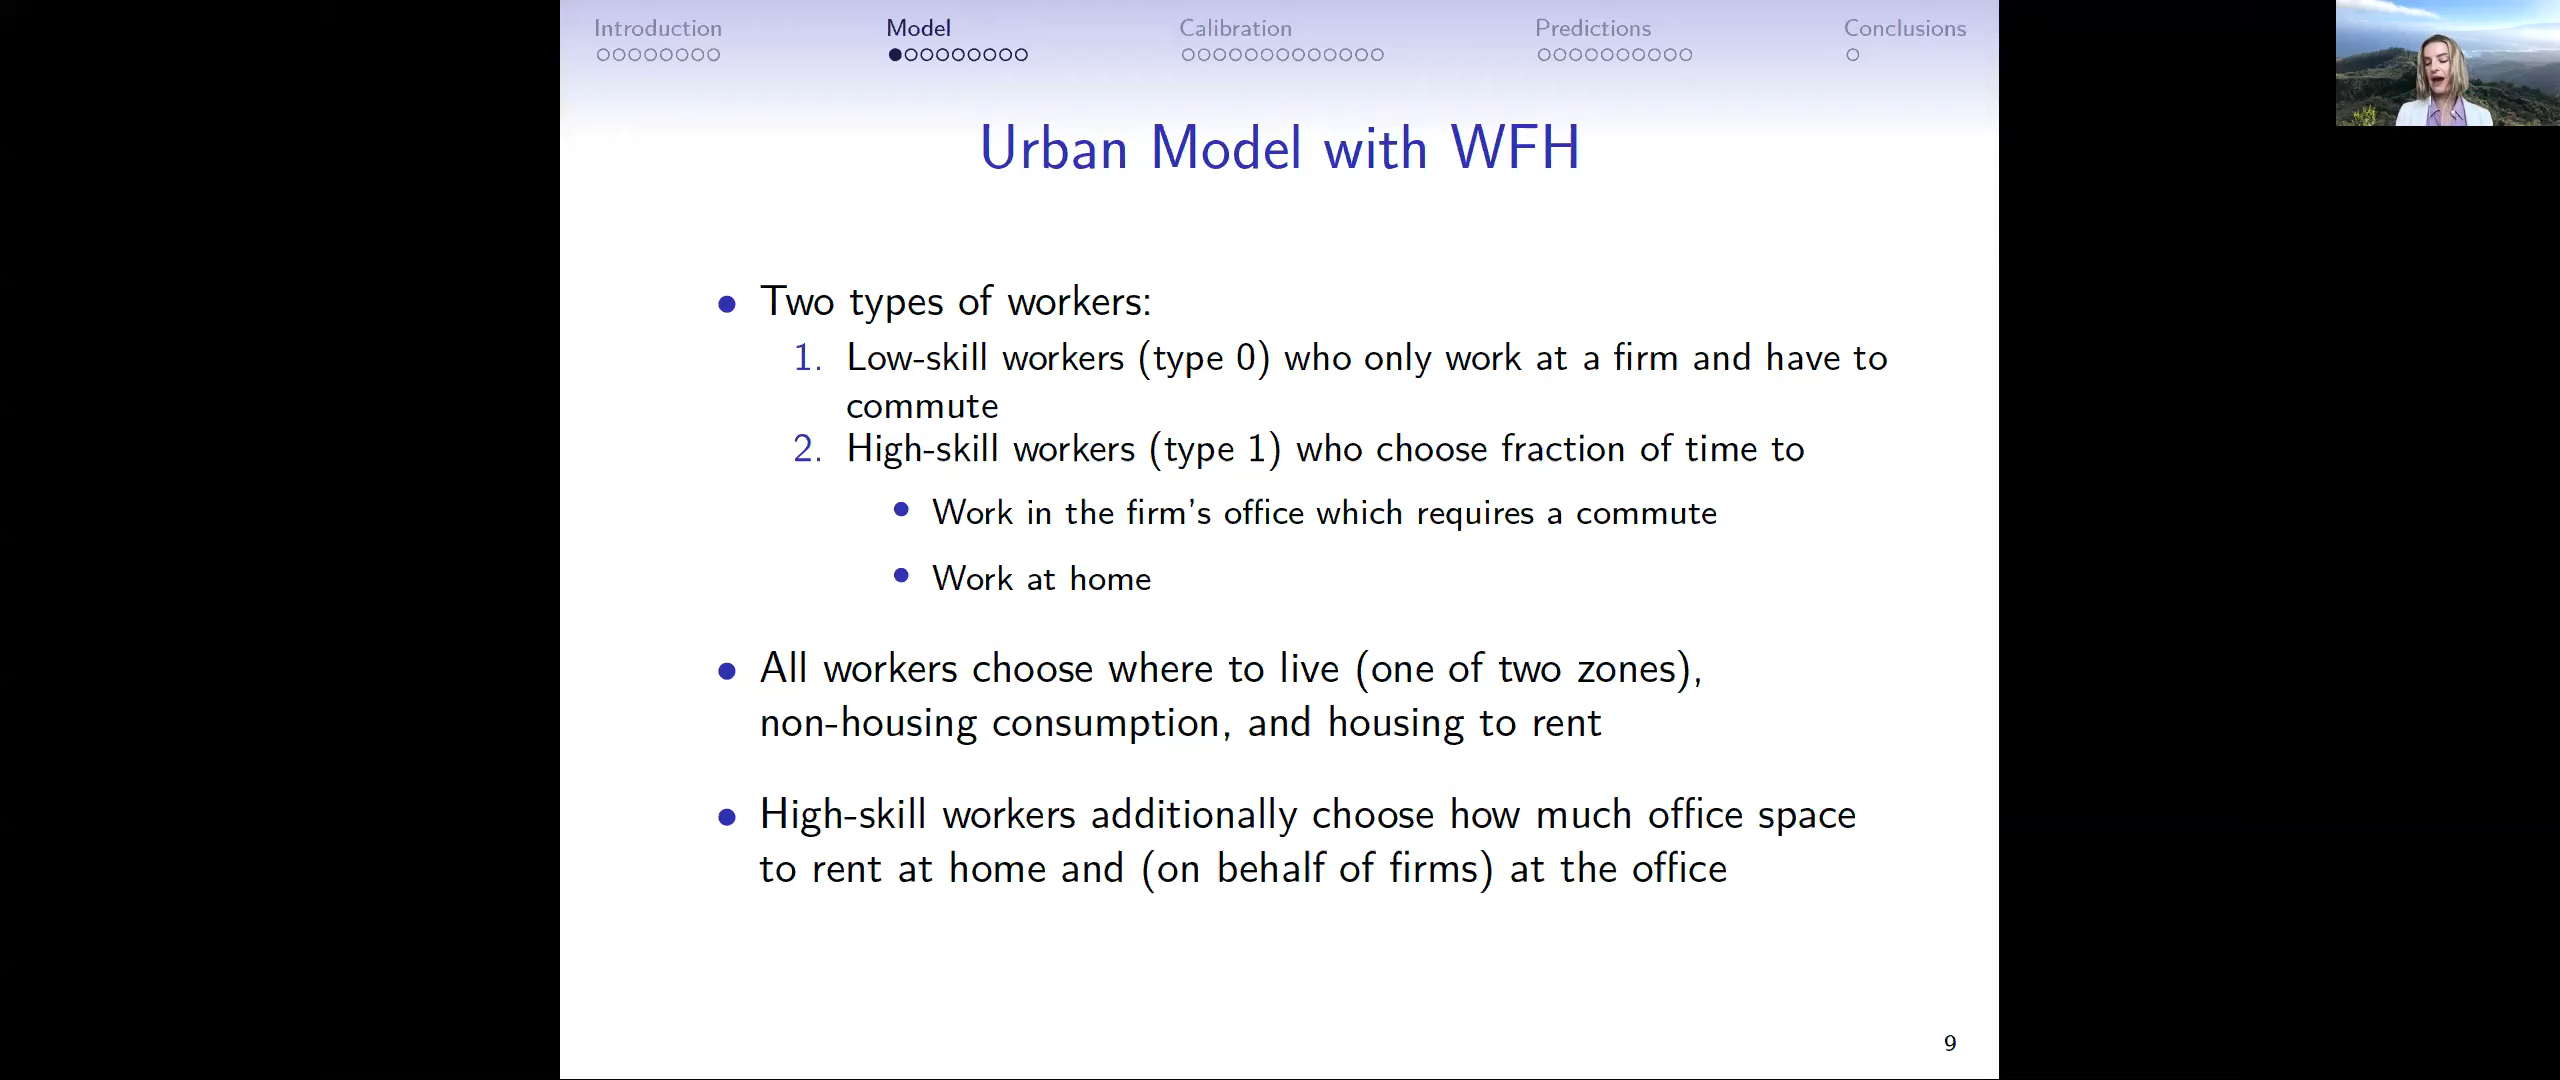 Introduction Model Calibration Predictions Conclusions
Urban Model with WFH
• Two types of workers:
1. Low-skill workers (type 0) who only work at a firm and have to
commute
2. High-skill workers (type 1) who choose fraction of time to
• Work in the firm's office which requires a commute
• Work at home
• All workers choose where to live (one of two zones),
non-housing consumption, and housing to rent
• High-skill workers additionally choose how much office space
to rent at home and (on behalf of firms) at the office
9